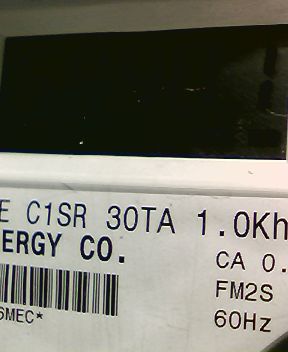 E C1SR 30TA 1.0Kh
ERGY CO.
CA 0.
FM2S
60Hz
6MEC*